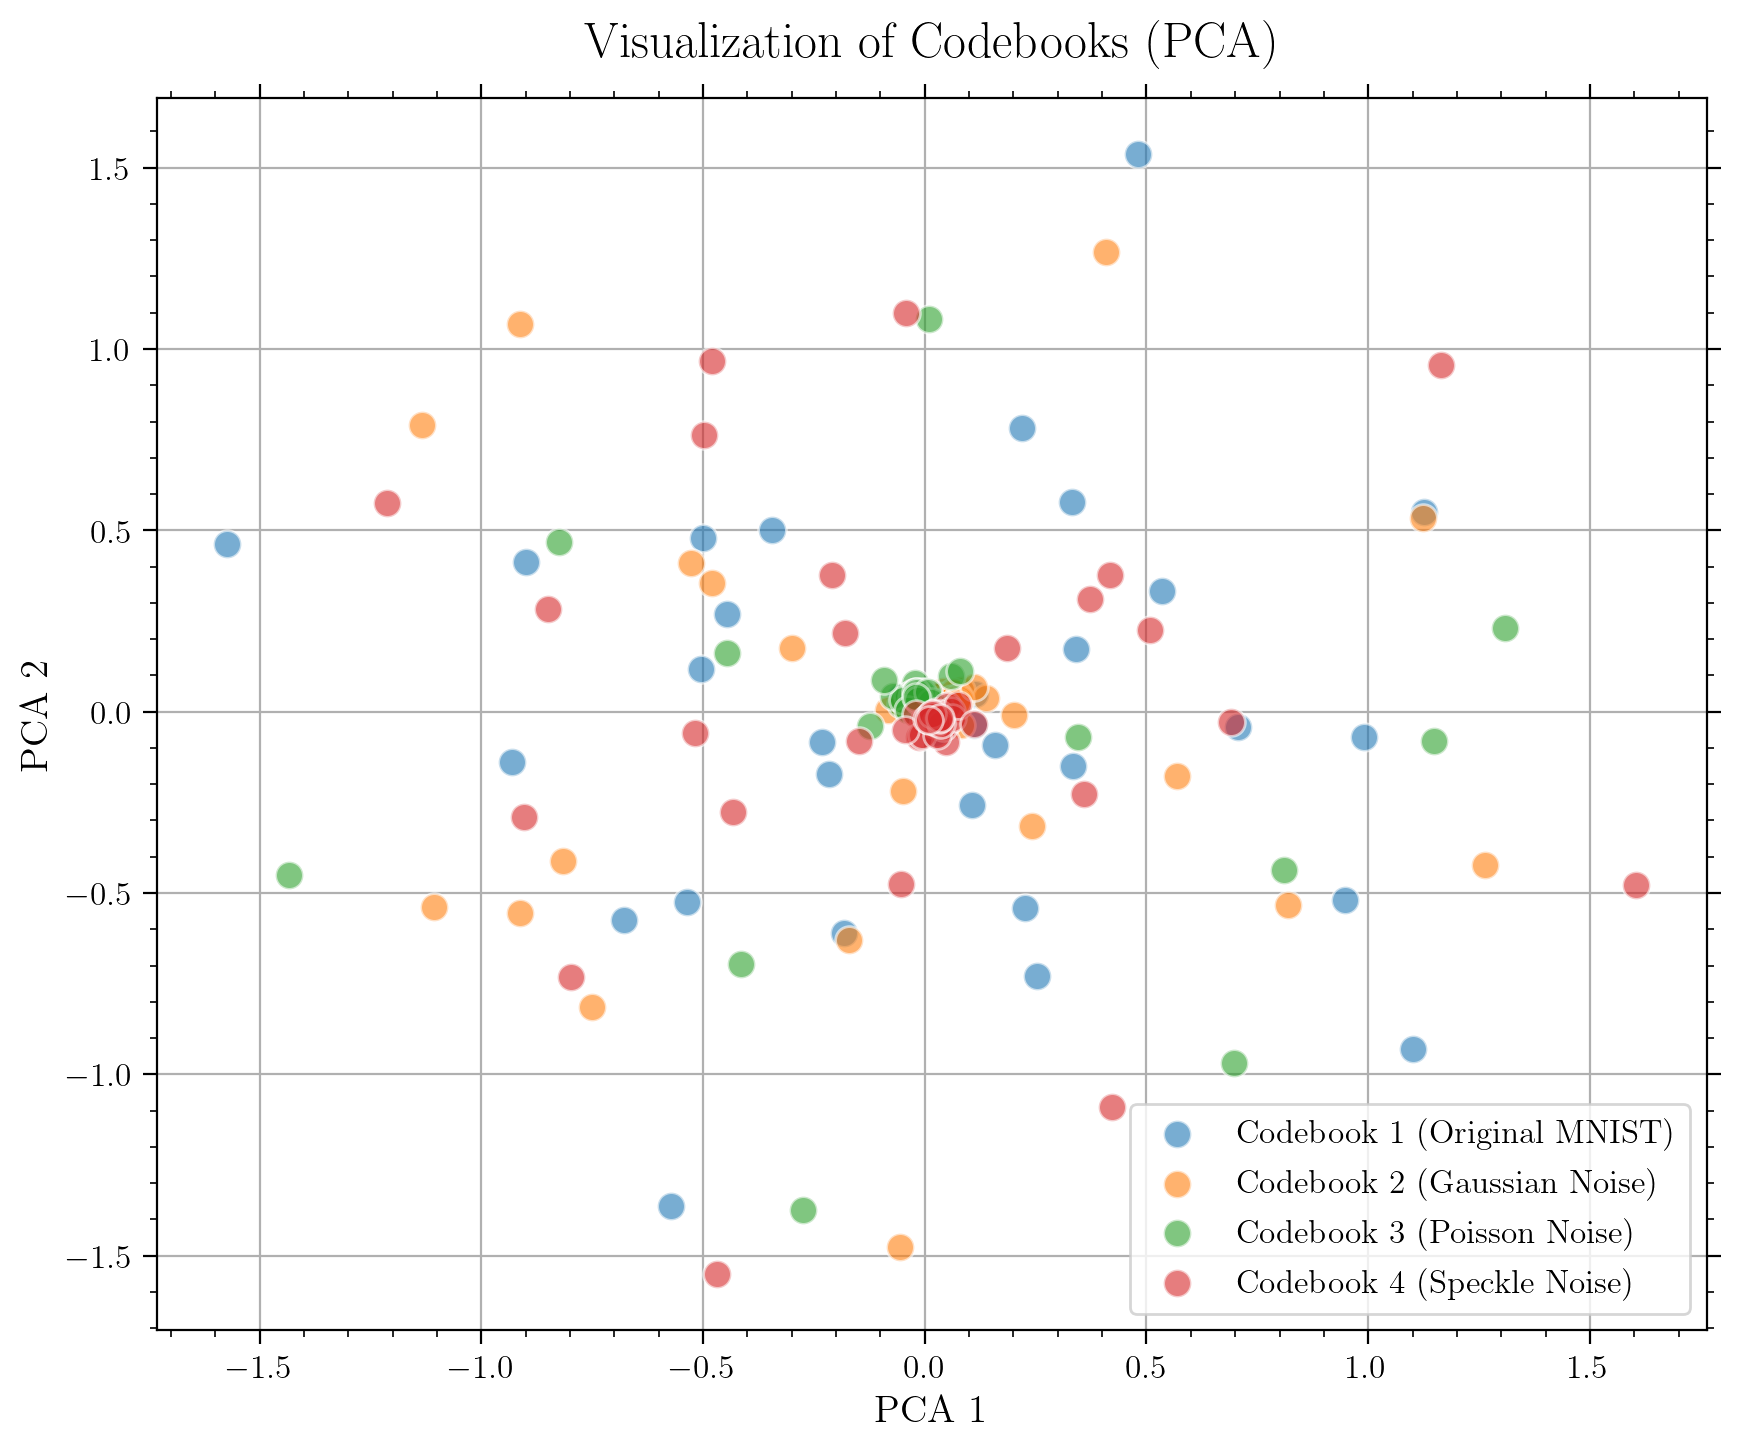 Visualization of Codebooks (PCA)
PCA 2
1.5
1.0
0.5
0.0
−0.5
−1.0
−1.5
Codebook 1 (Original MNIST)
Codebook 2 (Gaussian Noise)
Codebook 3 (Poisson Noise)
Codebook 4 (Speckle Noise)
−1.5 −1.0 −0.5 0.0 0.5 1.0 1.5
PCA 1